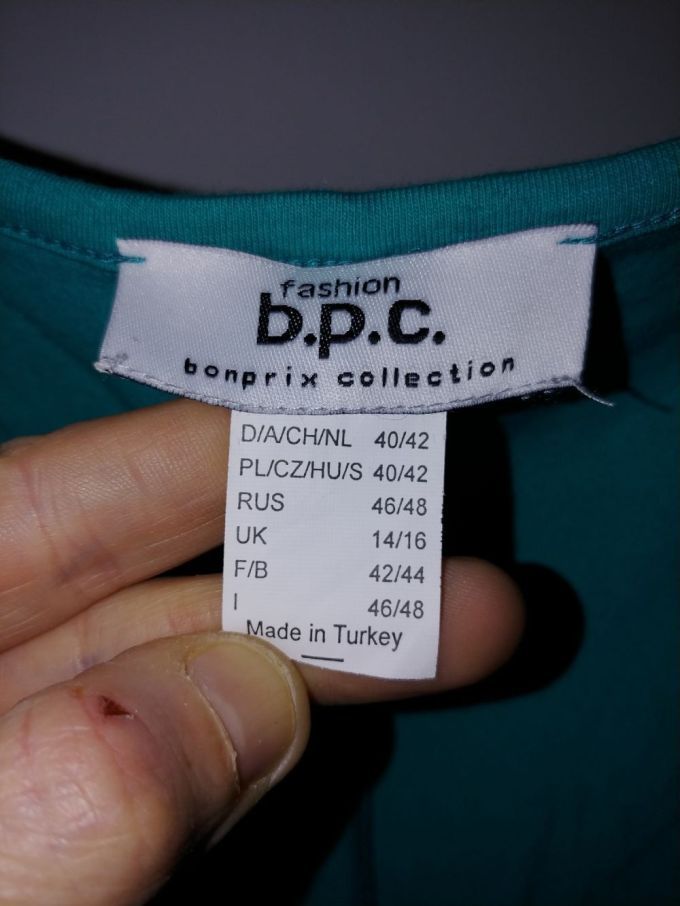 fashion
b.p.c.
bonprix collection
D/A/CH/NL 40/42
PL/CZ/HU/S 40/42
RUS 46/48
UK 14/16
F/B 42/44
I 46/48
Made in Turkey